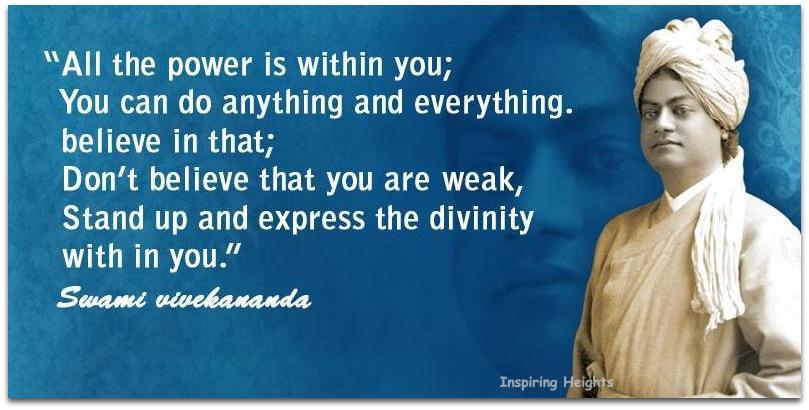 “All the power is within you;
You can do anything and everything.
believe in that;
Don’t believe that you are weak,
Stand up and express the divinity
with in you.”
Swami vivekananda
Inspiring Heights